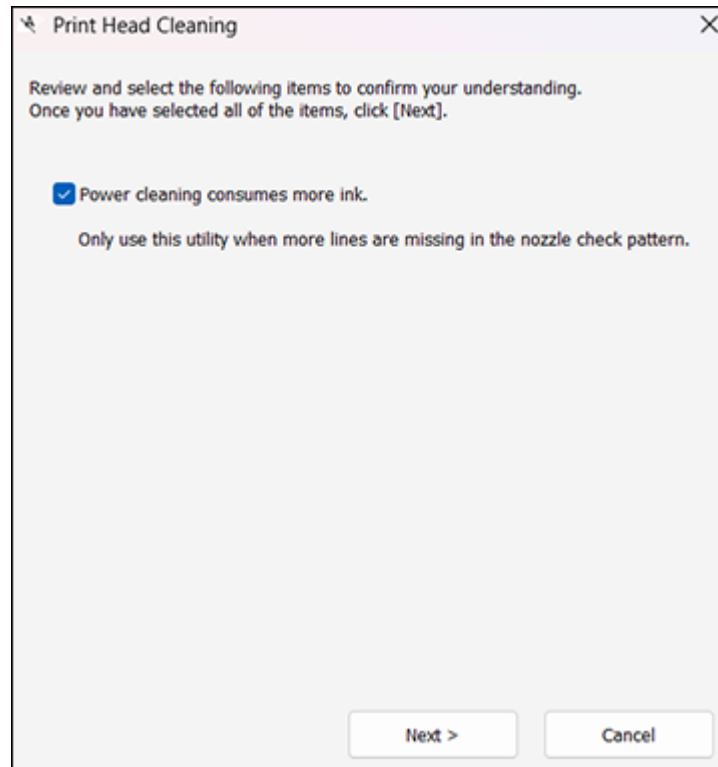 Print Head Cleaning
Review and select the following items to confirm your understanding.
Once you have selected all of the items, click [Next].
Power cleaning consumes more ink.
Only use this utility when more lines are missing in the nozzle check pattern.
Next >
Cancel